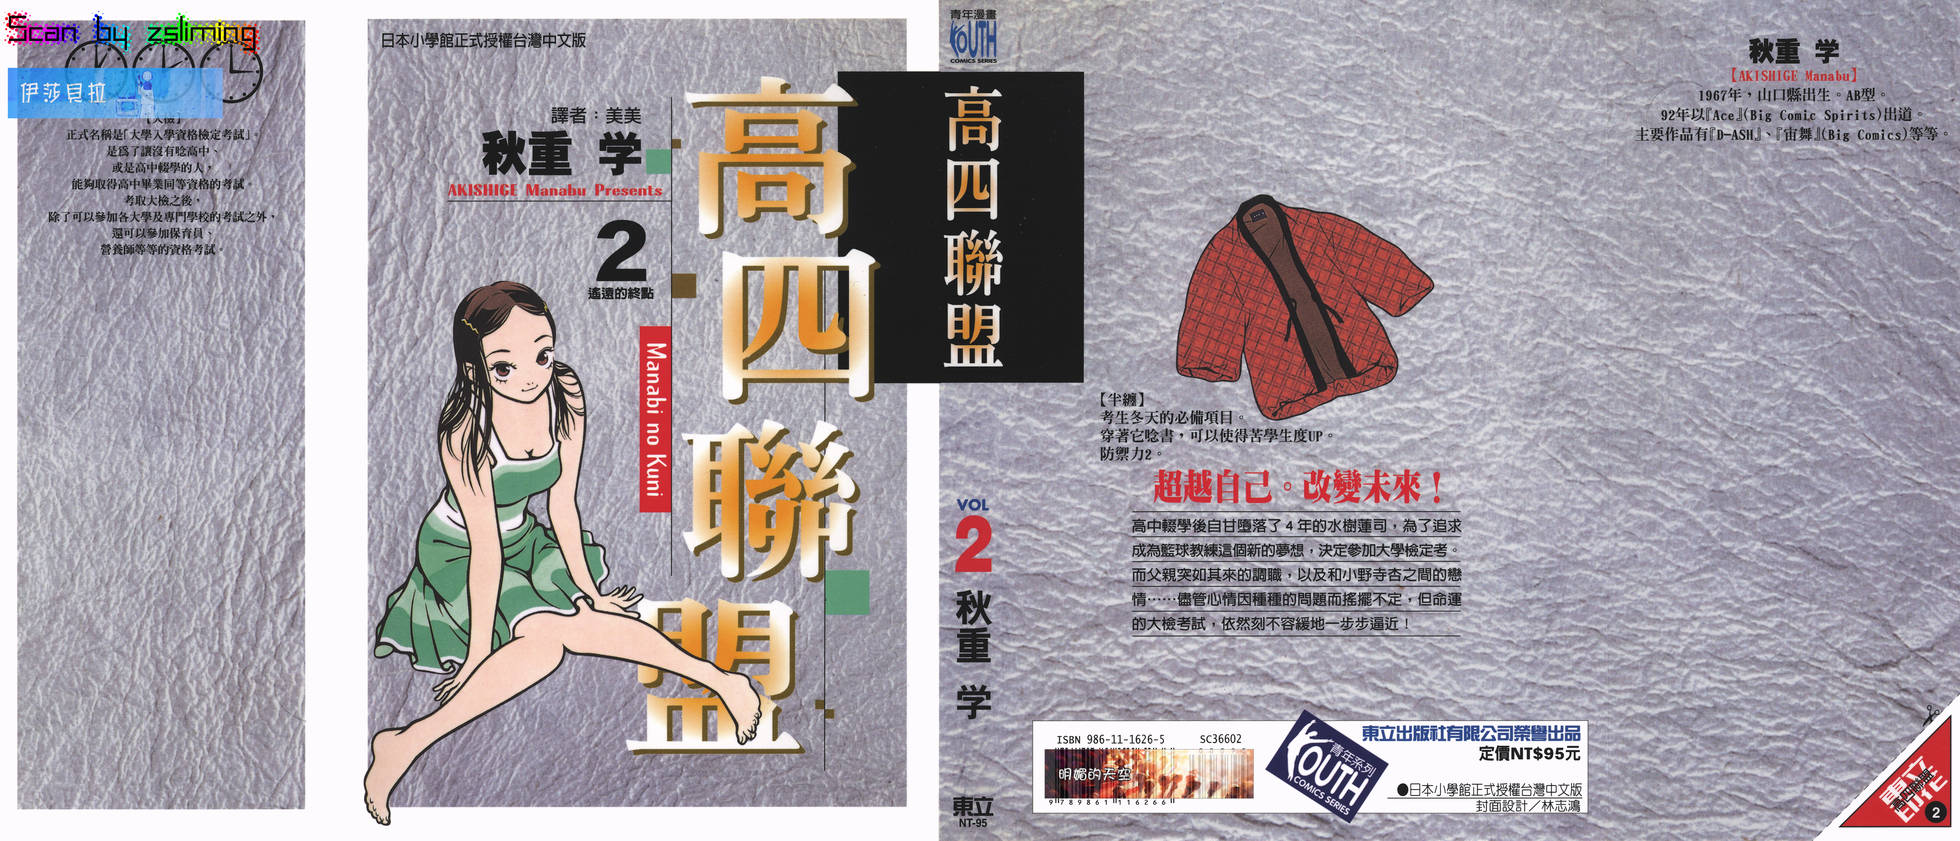 Scan by zsliming
伊莎貝拉
【大檢】
正式名稱是「大學入學資格檢定考試」。
是爲了讓沒有唸高中、
或是高中輟學的人,
能夠取得高中畢業同等資格的考試。
考取大檢之後,
除了可以參加各大學及專門學校的考試之外,
還可以參加保育員、
營養師等等的資格考試。
日本小學館正式授權台灣中文版
譯者:美美
秋重 学
AKISHIGE Manabu Presents
2
遙遠的終點
Manabi no Kuni
高四聯盟
青年漫畫
YOUTH
COMICS SERIES
高四聯盟
VOL
2
秋重 学
東立
NT-95
秋重 学
【AKISHIGE Manabu】
1967年,山口縣出生。AB型。
92年以『Ace』(Big Comic Spirits)出道。
主要作品有『D-ASH』、『宙舞』(Big Comics)等等。
【半纏】
考生冬天的必備項目。
穿著它唸書,可以使得苦學生度UP。
防禦力2。
超越自己。改變未來!
高中輟學後自甘墮落了4年的水樹蓮司,為了追求
成為籃球教練這個新的夢想,決定參加大學檢定考。
而父親突如其來的調職,以及和小野寺杏之間的戀
情……儘管心情因種種的問題而搖擺不定,但命運
的大檢考試,依然刻不容緩地一步步逼近!
ISBN 986-11-1626-5
SC36602
明媚的天空
9 789861 116266
青年系列
YOUTH
COMICS SERIES
東立出版社有限公司榮譽出品
定價NT$95元
●日本小學館正式授權台灣中文版
封面設計/林志鴻
東立
印花
高四聯盟
2